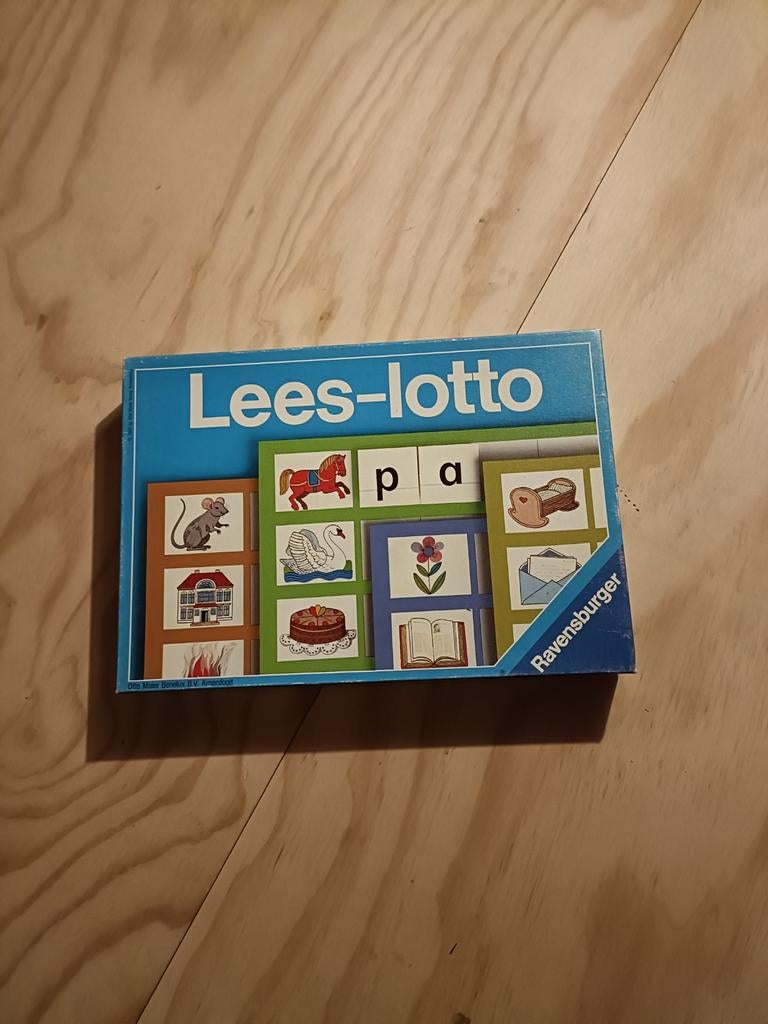 Lees-lotto
p a
Ravensburger
Otto Maier Benelux B.V. Amersfoort